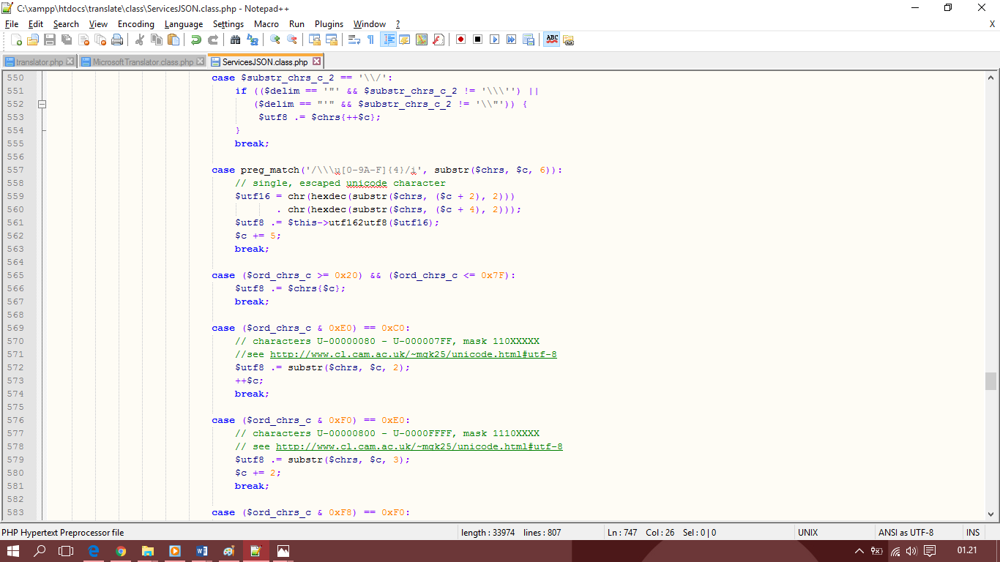 C:\xampp\htdocs\translate\class\ServicesJSON.class.php - Notepad++
File Edit Search View Encoding Language Settings Macro Run Plugins Window ? X
ABC
translator.php MicrosoftTranslator.class.php ServicesJSON.class.php
550 case $substr_chrs_c_2 == '\\/':
551 if (($delim == '"' && $substr_chrs_c_2 != '\\\'') ||
552 ($delim == "'" && $substr_chrs_c_2 != '\\"')) {
553 $utf8 .= $chrs{++$c};
554 }
555 break;
556
557 case preg_match('/\\\u[0-9A-F]{4}/i', substr($chrs, $c, 6)):
558 // single, escaped unicode character
559 $utf16 = chr(hexdec(substr($chrs, ($c + 2), 2)))
560 . chr(hexdec(substr($chrs, ($c + 4), 2)));
561 $utf8 .= $this->utf162utf8($utf16);
562 $c += 5;
563 break;
564
565 case ($ord_chrs_c >= 0x20) && ($ord_chrs_c <= 0x7F):
566 $utf8 .= $chrs{$c};
567 break;
568
569 case ($ord_chrs_c & 0xE0) == 0xC0:
570 // characters U-00000080 - U-000007FF, mask 110XXXXX
571 //see http://www.cl.cam.ac.uk/~mgk25/unicode.html#utf-8
572 $utf8 .= substr($chrs, $c, 2);
573 ++$c;
574 break;
575
576 case ($ord_chrs_c & 0xF0) == 0xE0:
577 // characters U-00000800 - U-0000FFFF, mask 1110XXXX
578 // see http://www.cl.cam.ac.uk/~mgk25/unicode.html#utf-8
579 $utf8 .= substr($chrs, $c, 3);
580 $c += 2;
581 break;
582
583 case ($ord_chrs_c & 0xF8) == 0xF0:
PHP Hypertext Preprocessor file length : 33974 lines : 807 Ln : 747 Col : 26 Sel : 0 | 0 UNIX ANSI as UTF-8 INS
01.21